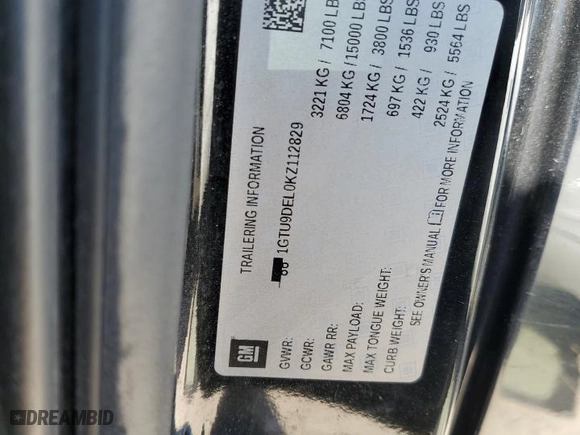 TRAILERING INFORMATION
1GTU9DEL0KZ112829
GM
GVWR: 3221 KG / 7100 LB
GCWR: 6804 KG / 15000 LBS
GAWR RR: 1724 KG / 3800 LBS
MAX PAYLOAD: 697 KG / 1536 LBS
MAX TONGUE WEIGHT: 422 KG / 930 LBS
CURB WEIGHT: 2524 KG / 5564 LBS
SEE OWNER'S MANUAL i FOR MORE INFORMATION.
DREAMBID